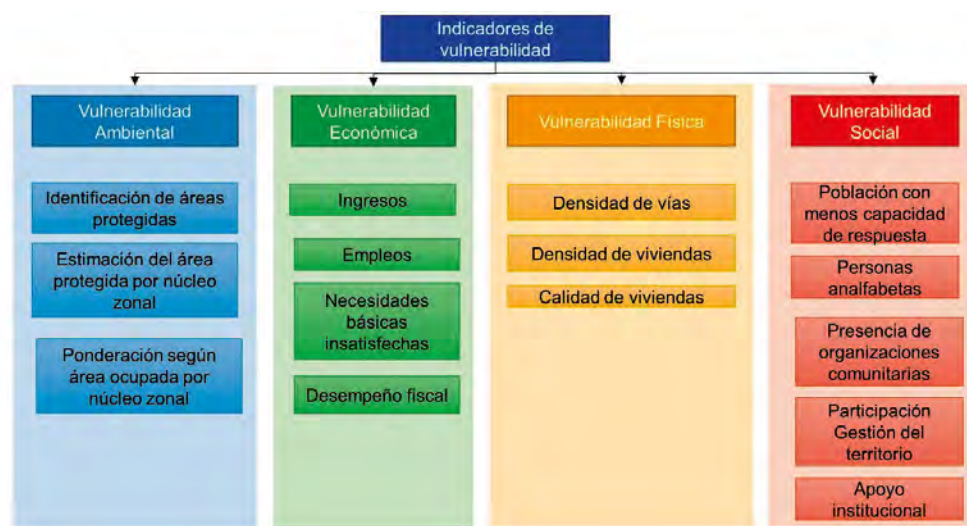 Indicadores de
vulnerabilidad
Vulnerabilidad
Ambiental
Identificación de áreas
protegidas
Estimación del área
protegida por núcleo
zonal
Ponderación según
área ocupada por
núcleo zonal
Vulnerabilidad
Económica
Ingresos
Empleos
Necesidades
básicas
insatisfechas
Desempeño fiscal
Vulnerabilidad Física
Densidad de vías
Densidad de viviendas
Calidad de viviendas
Vulnerabilidad
Social
Población con
menos capacidad
de respuesta
Personas
analfabetas
Presencia de
organizaciones
comunitarias
Participación
Gestión del
territorio
Apoyo
institucional